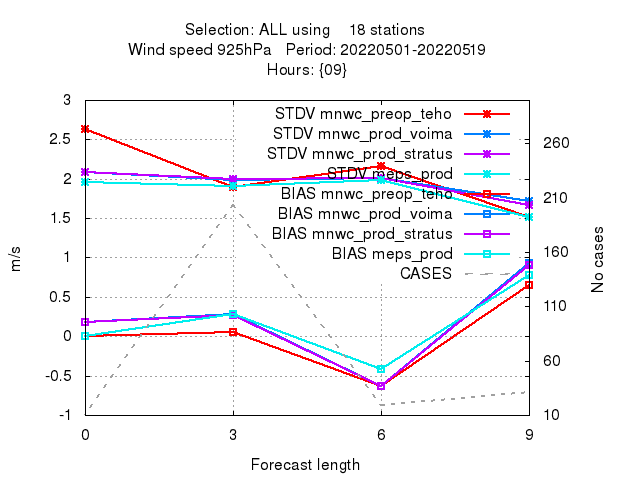 Selection: ALL using 18 stations
Wind speed 925hPa Period: 20220501-20220519
Hours: {09}
3
2.5
2
1.5
1
0.5
0
-0.5
-1
m/s
STDV mnwc_preop_teho
STDV mnwc_prod_voima
STDV mnwc_prod_stratus
STDV meps_prod
BIAS mnwc_preop_teho
BIAS mnwc_prod_voima
BIAS mnwc_prod_stratus
BIAS meps_prod
CASES
260
210
160
110
60
10
No cases
0 3 6 9
Forecast length